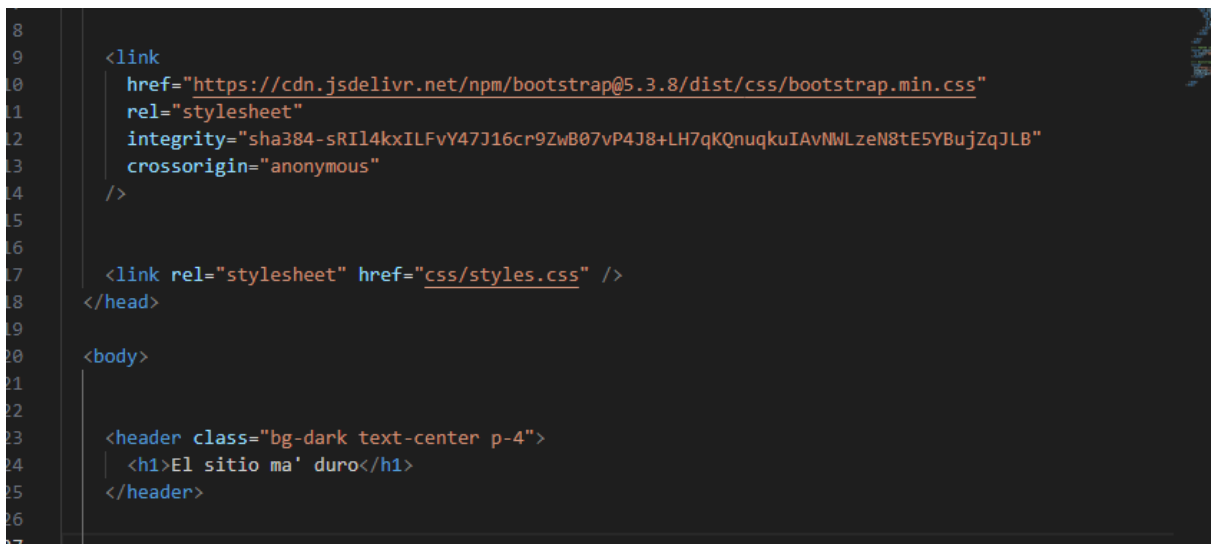 8
9 <link
10 href="https://cdn.jsdelivr.net/npm/bootstrap@5.3.8/dist/css/bootstrap.min.css"
11 rel="stylesheet"
12 integrity="sha384-sRIl4kxILFvY47J16cr9ZwB07vP4J8+LH7qKQnuqkuIAvNWLzeN8tE5YBujZqJLB"
13 crossorigin="anonymous"
14 />
15
16
17 <link rel="stylesheet" href="css/styles.css" />
18 </head>
19
20 <body>
21
22
23 <header class="bg-dark text-center p-4">
24 <h1>El sitio ma' duro</h1>
25 </header>
26
27